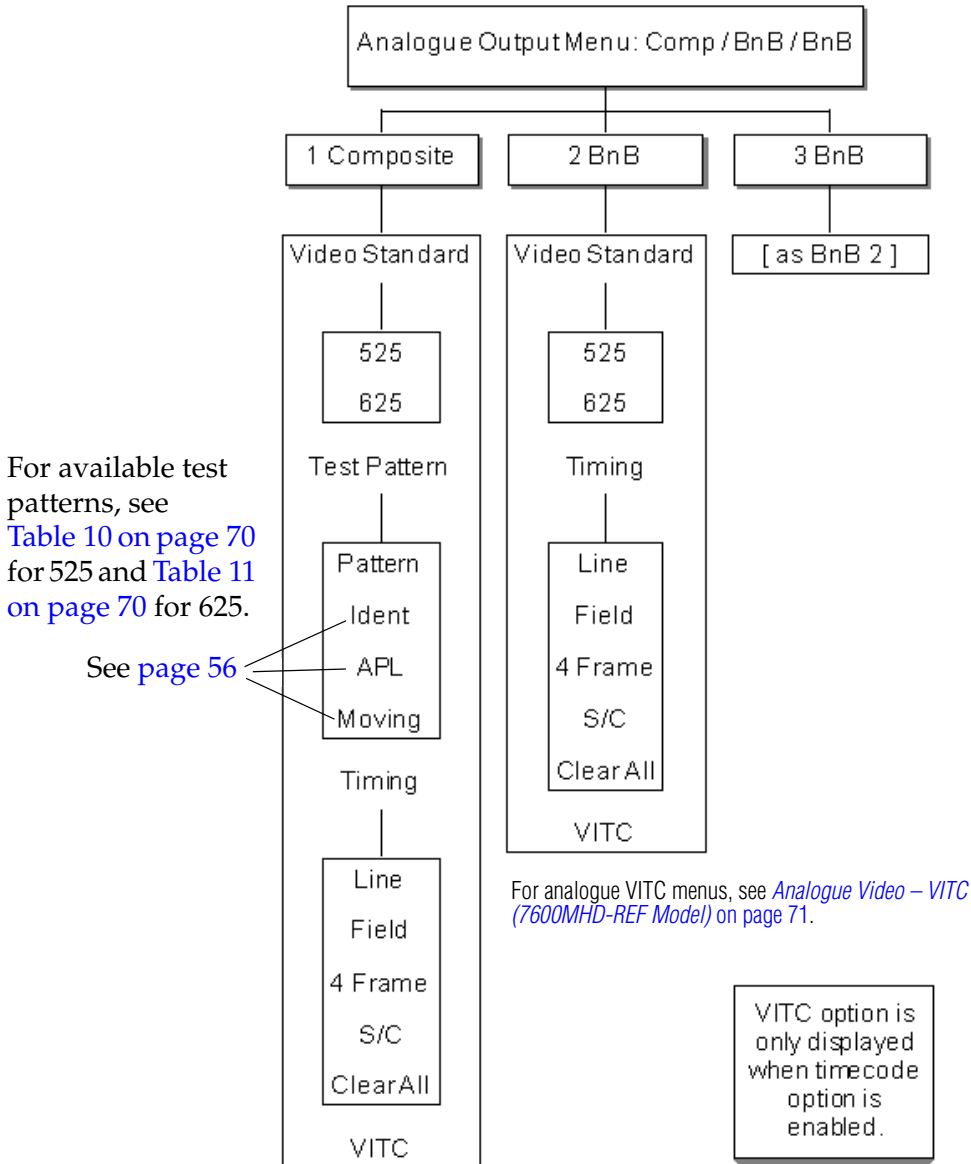 Analogue Output Menu: Comp / BnB / BnB
1 Composite
2 BnB
3 BnB
Video Standard
525
625
Test Pattern
Pattern
Ident
APL
Moving
Timing
Line
Field
4 Frame
S/C
Clear All
VITC
Video Standard
525
625
Timing
Line
Field
4 Frame
S/C
Clear All
VITC
[ as BnB 2 ]
For available test
patterns, see
Table 10 on page 70
for 525 and Table 11
on page 70 for 625.
See page 56
For analogue VITC menus, see Analogue Video – VITC
(7600MHD-REF Model) on page 71.
VITC option is
only displayed
when timecode
option is
enabled.